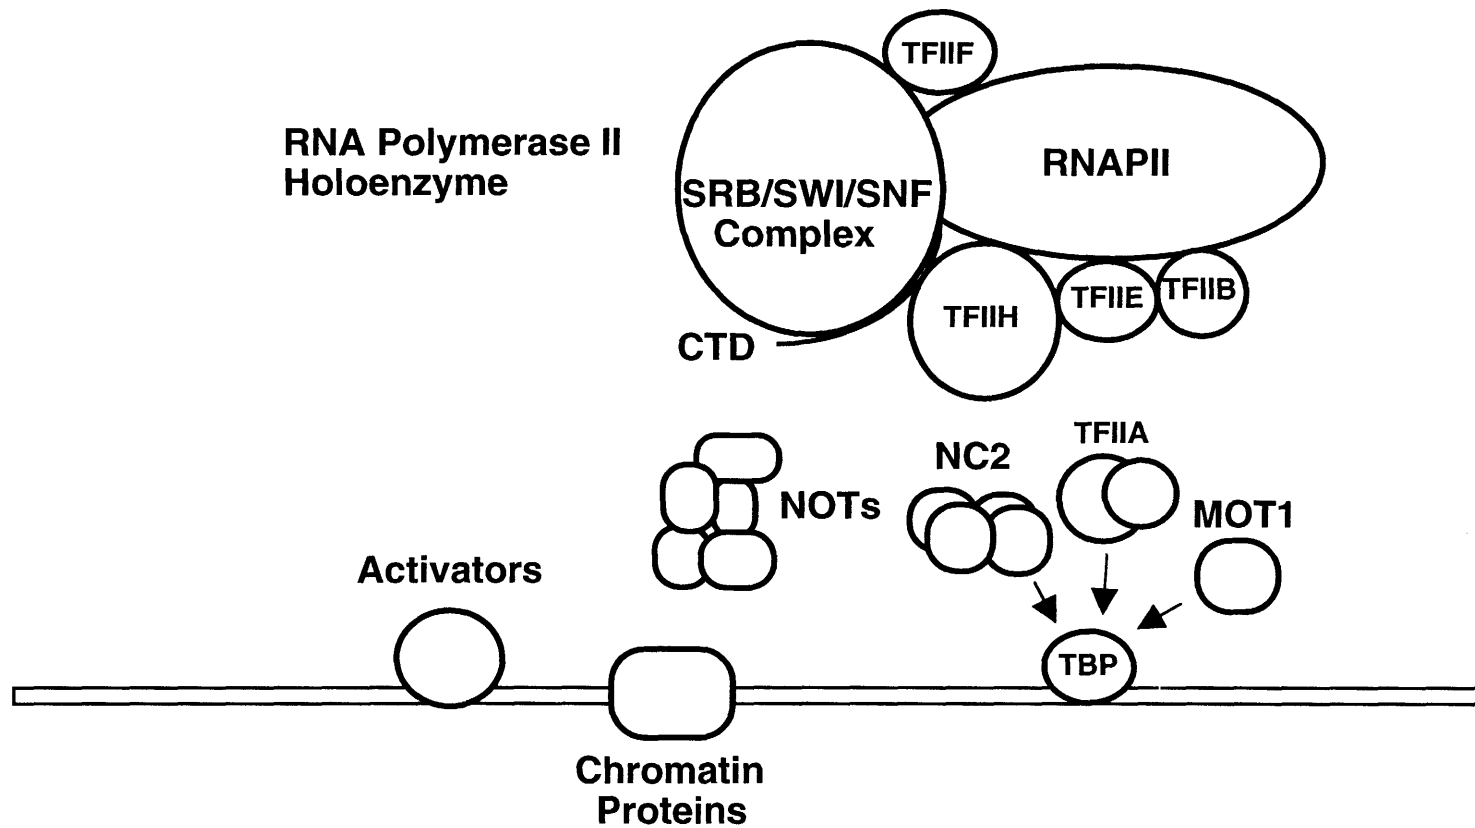 TFIIF
RNA Polymerase II
Holoenzyme
RNAPII
SRB/SWI/SNF
Complex
TFIIH
TFIIE
TFIIB
CTD
NC2
TFIIA
NOTs
MOT1
Activators
TBP
Chromatin
Proteins